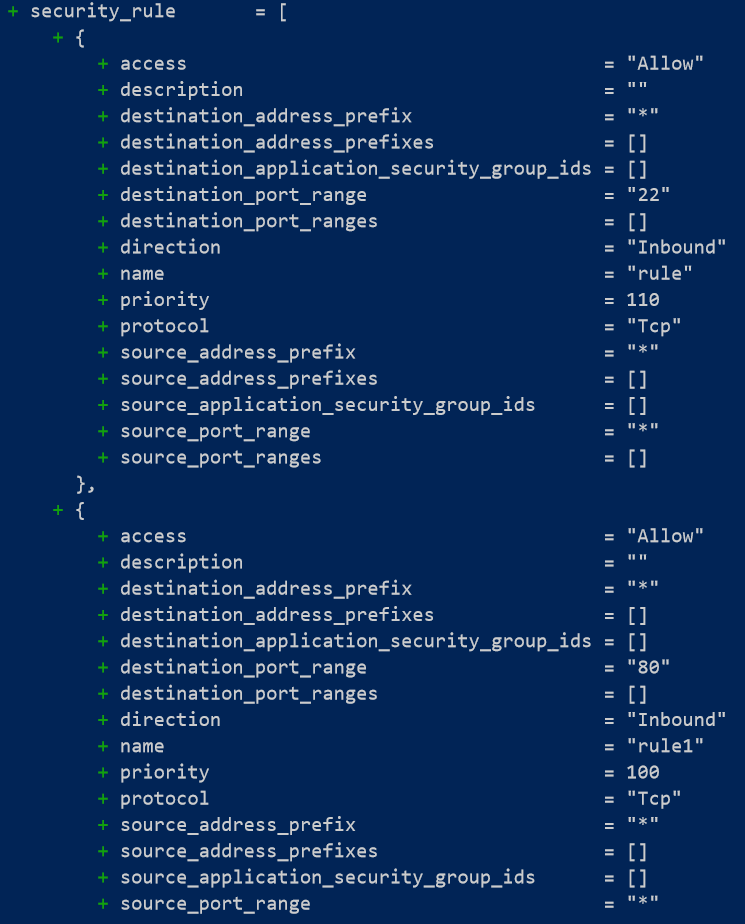 + security_rule = [
+ {
+ access = "Allow"
+ description = ""
+ destination_address_prefix = "*"
+ destination_address_prefixes = []
+ destination_application_security_group_ids = []
+ destination_port_range = "22"
+ destination_port_ranges = []
+ direction = "Inbound"
+ name = "rule"
+ priority = 110
+ protocol = "Tcp"
+ source_address_prefix = "*"
+ source_address_prefixes = []
+ source_application_security_group_ids = []
+ source_port_range = "*"
+ source_port_ranges = []
},
+ {
+ access = "Allow"
+ description = ""
+ destination_address_prefix = "*"
+ destination_address_prefixes = []
+ destination_application_security_group_ids = []
+ destination_port_range = "80"
+ destination_port_ranges = []
+ direction = "Inbound"
+ name = "rule1"
+ priority = 100
+ protocol = "Tcp"
+ source_address_prefix = "*"
+ source_address_prefixes = []
+ source_application_security_group_ids = []
+ source_port_range = "*"